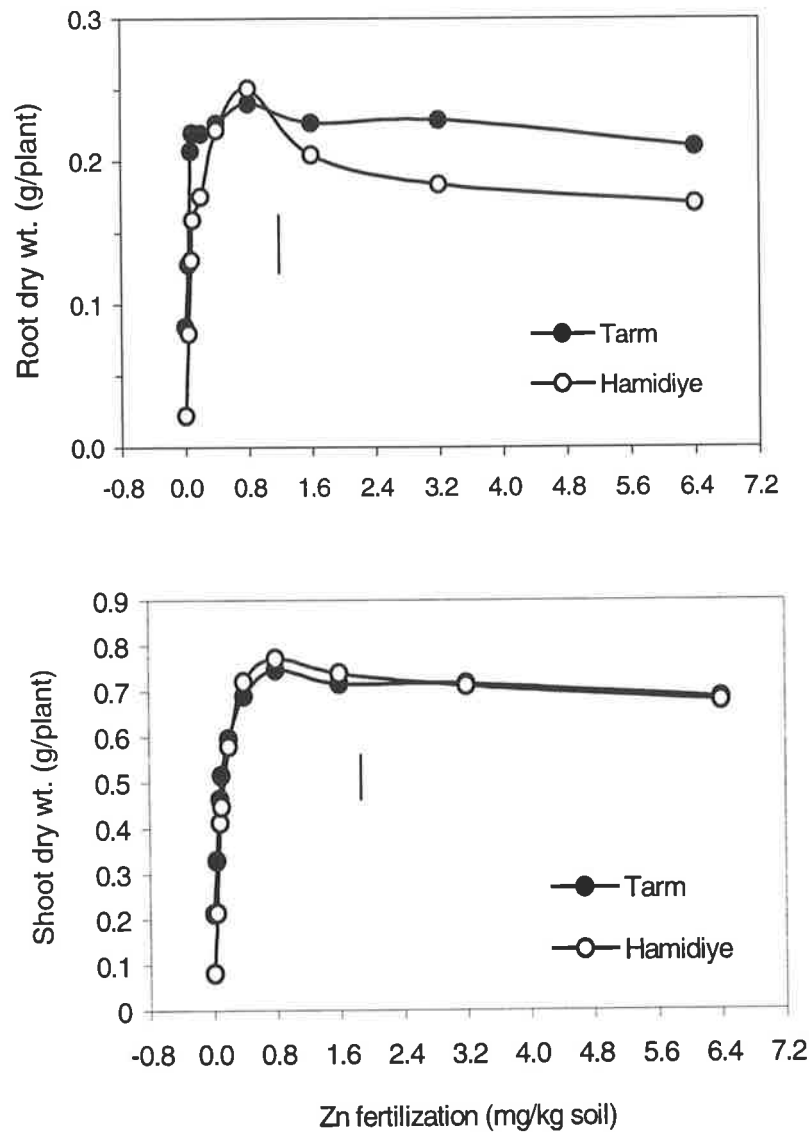 0.3
0.2
0.1
0.0
Root dry wt. (g/plant)
Tarm
Hamidiye
-0.8 0.0 0.8 1.6 2.4 3.2 4.0 4.8 5.6 6.4 7.2
0.9
0.8
0.7
0.6
0.5
0.4
0.3
0.2
0.1
0
Shoot dry wt. (g/plant)
Tarm
Hamidiye
-0.8 0.0 0.8 1.6 2.4 3.2 4.0 4.8 5.6 6.4 7.2
Zn fertilization (mg/kg soil)